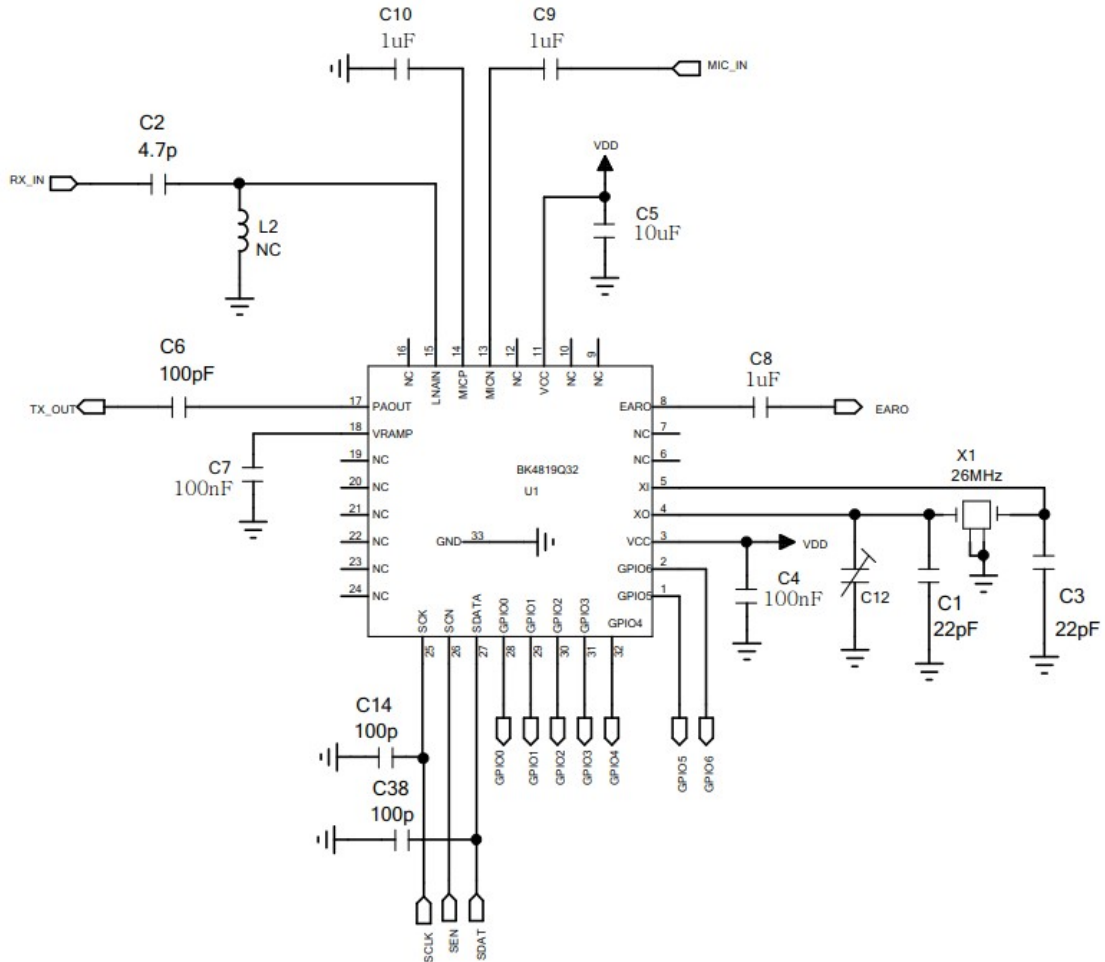 C10
1uF
C9
1uF
MIC_IN
C2
4.7p
RX_IN
L2
NC
VDD
C5
10uF
16
15
14
13
12
11
10
9
NC
LNAIN
MICP
MICN
NC
VCC
NC
NC
C6
100pF
TX_OUT
17
PAOUT
18
VRAMP
19
NC
20
NC
21
NC
22
NC
23
NC
24
NC
C7
100nF
BK4819Q32
U1
GND
33
EARO
8
NC
7
NC
6
XI
5
XO
4
VCC
3
GPIO6
2
GPIO5
1
C8
1uF
EARO
X1
26MHz
VDD
C4
100nF
C12
C1
22pF
C3
22pF
SCK
SCN
SDATA
GPIO0
GPIO1
GPIO2
GPIO3
GPIO4
25
26
27
28
29
30
31
32
C14
100p
C38
100p
GPIO0
GPIO1
GPIO2
GPIO3
GPIO4
GPIO5
GPIO6
SCLK
SEN
SDAT